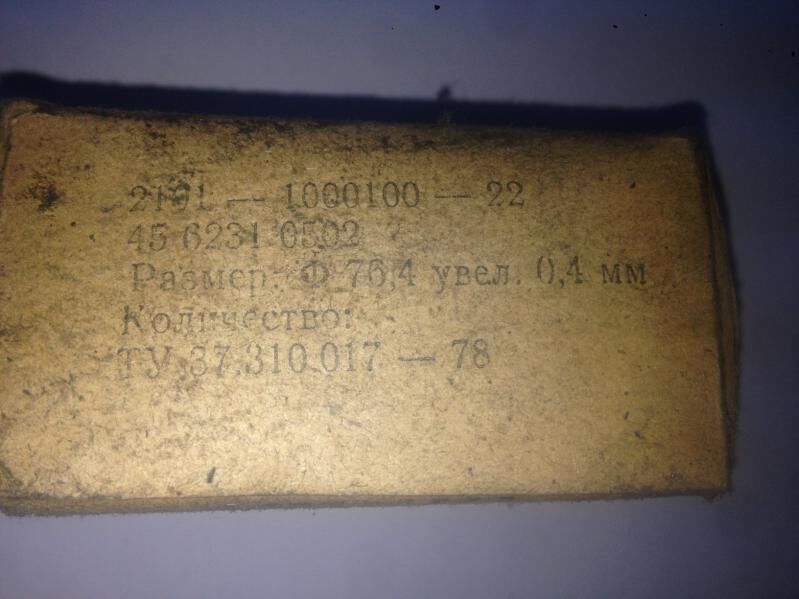 2101 — 1000100 — 22
45 6231 0502
Размер: Ф 76,4 увел. 0,4 мм
Количество:
ТУ 37.310.017 — 78